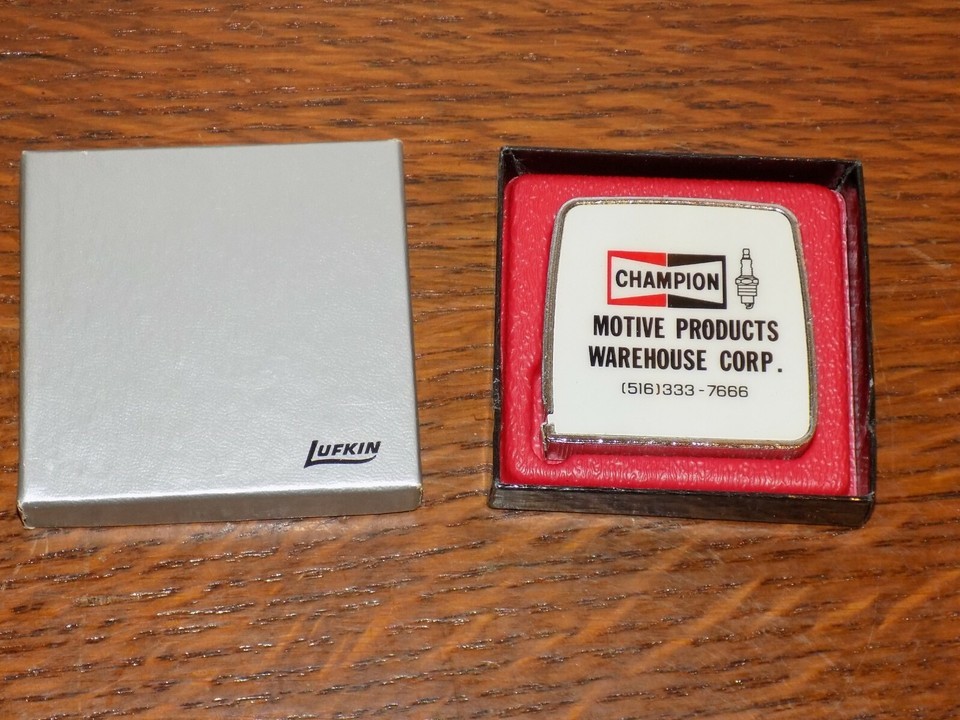 LUFKIN
CHAMPION
MOTIVE PRODUCTS
WAREHOUSE CORP.
(516)333-7666